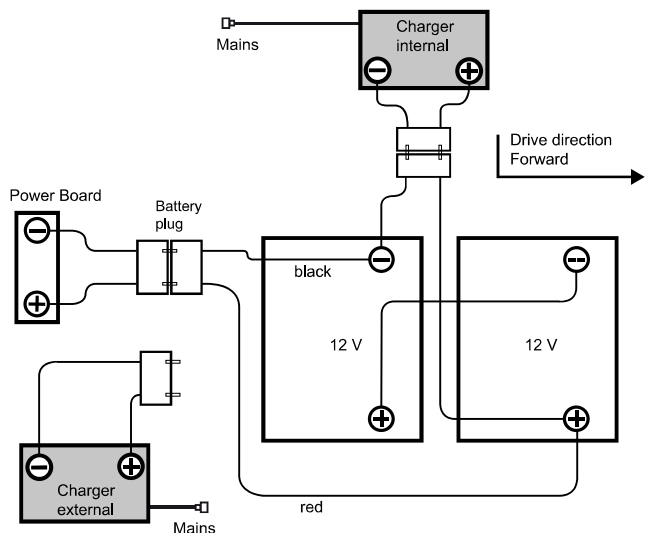 Charger
internal
Mains
Drive direction
Forward
Power Board
Battery
plug
black
12 V
12 V
Charger
external
red
Mains